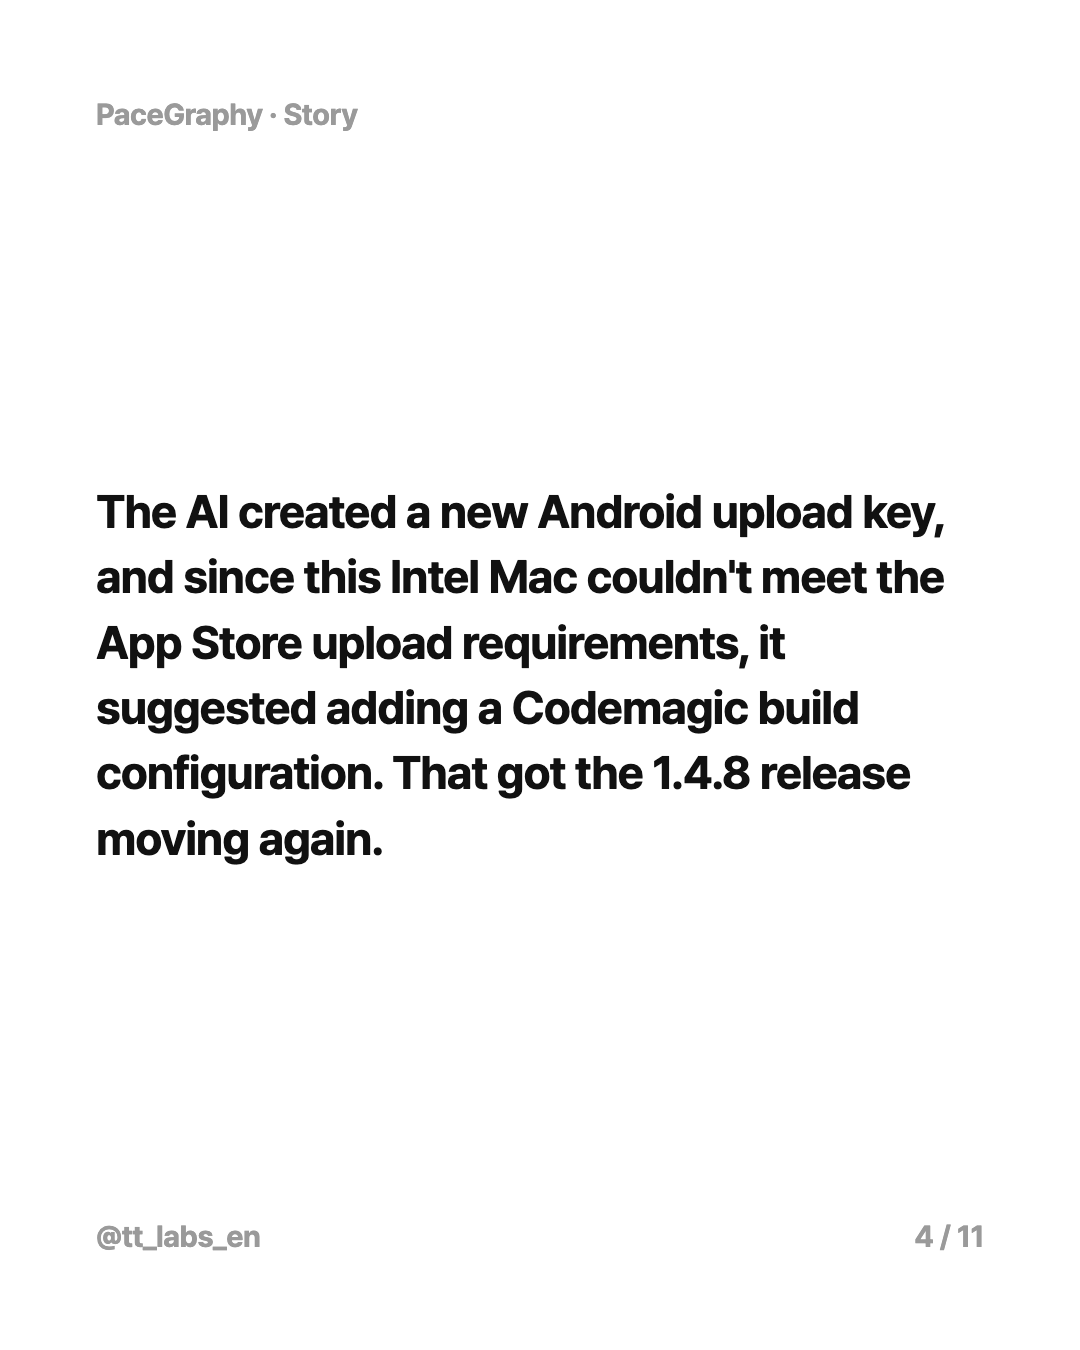 PaceGraphy · Story
The AI created a new Android upload key,
and since this Intel Mac couldn't meet the
App Store upload requirements, it
suggested adding a Codemagic build
configuration. That got the 1.4.8 release
moving again.
@tt_labs_en
4 / 11